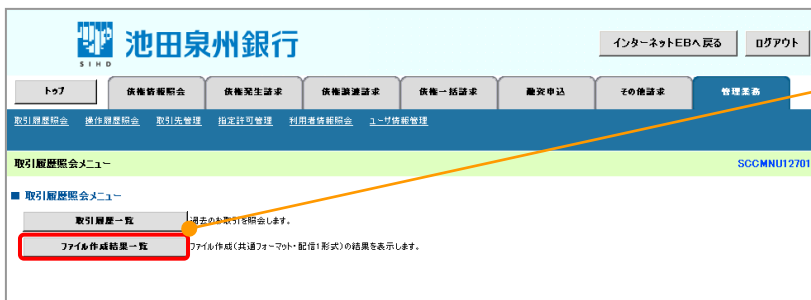 池田泉州銀行
SIHD
インターネットEBへ戻る ログアウト
トップ 債権情報照会 債権発生請求 債権譲渡請求 債権一括請求 融資申込 その他請求 管理業務
取引履歴照会 操作履歴照会 取引先管理 指定許可管理 利用者情報照会 ユーザ情報管理
取引履歴照会メニュー SCCMNU12701
■ 取引履歴照会メニュー
取引履歴一覧 過去のお取引を照会します。
ファイル作成結果一覧 ファイル作成(共通フォーマット・配信1形式)の結果を表示します。